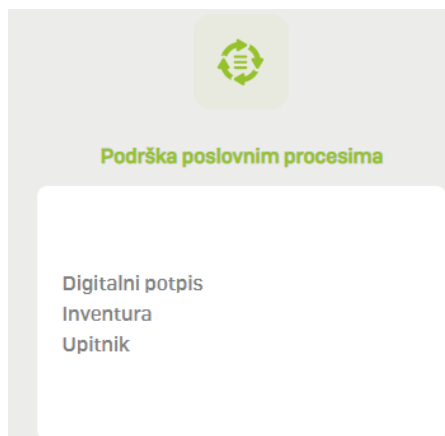 Podrška poslovnim procesima
Digitalni potpis
Inventura
Upitnik